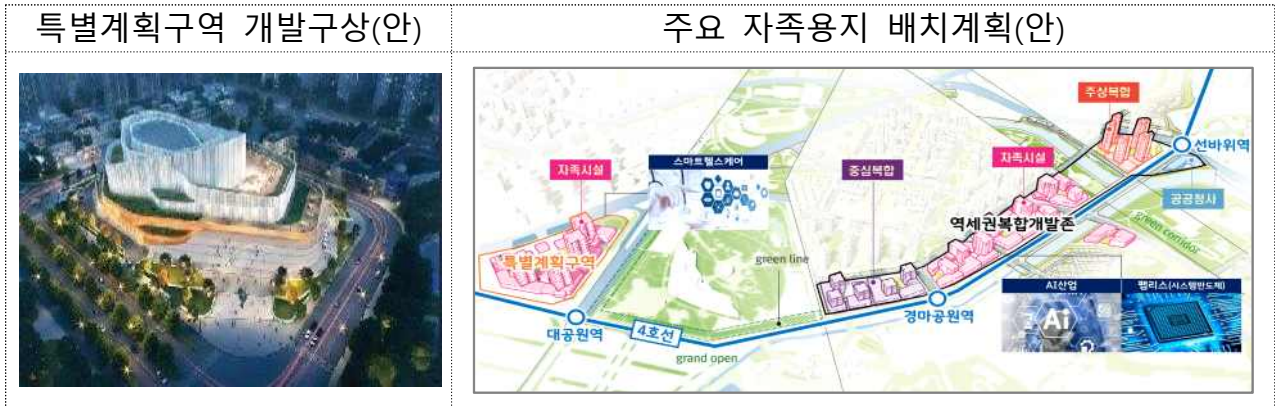 특별계획구역 개발구상(안)
주요 자족용지 배치계획(안)
주상복합
선바위역
자족시설
스마트헬스케어
중심복합
자족시설
공공청사
역세권복합개발존
green corridor
특별계획구역
green line
AI산업
팹리스(시스템반도체)
Ai
경마공원역
대공원역
4호선
grand open